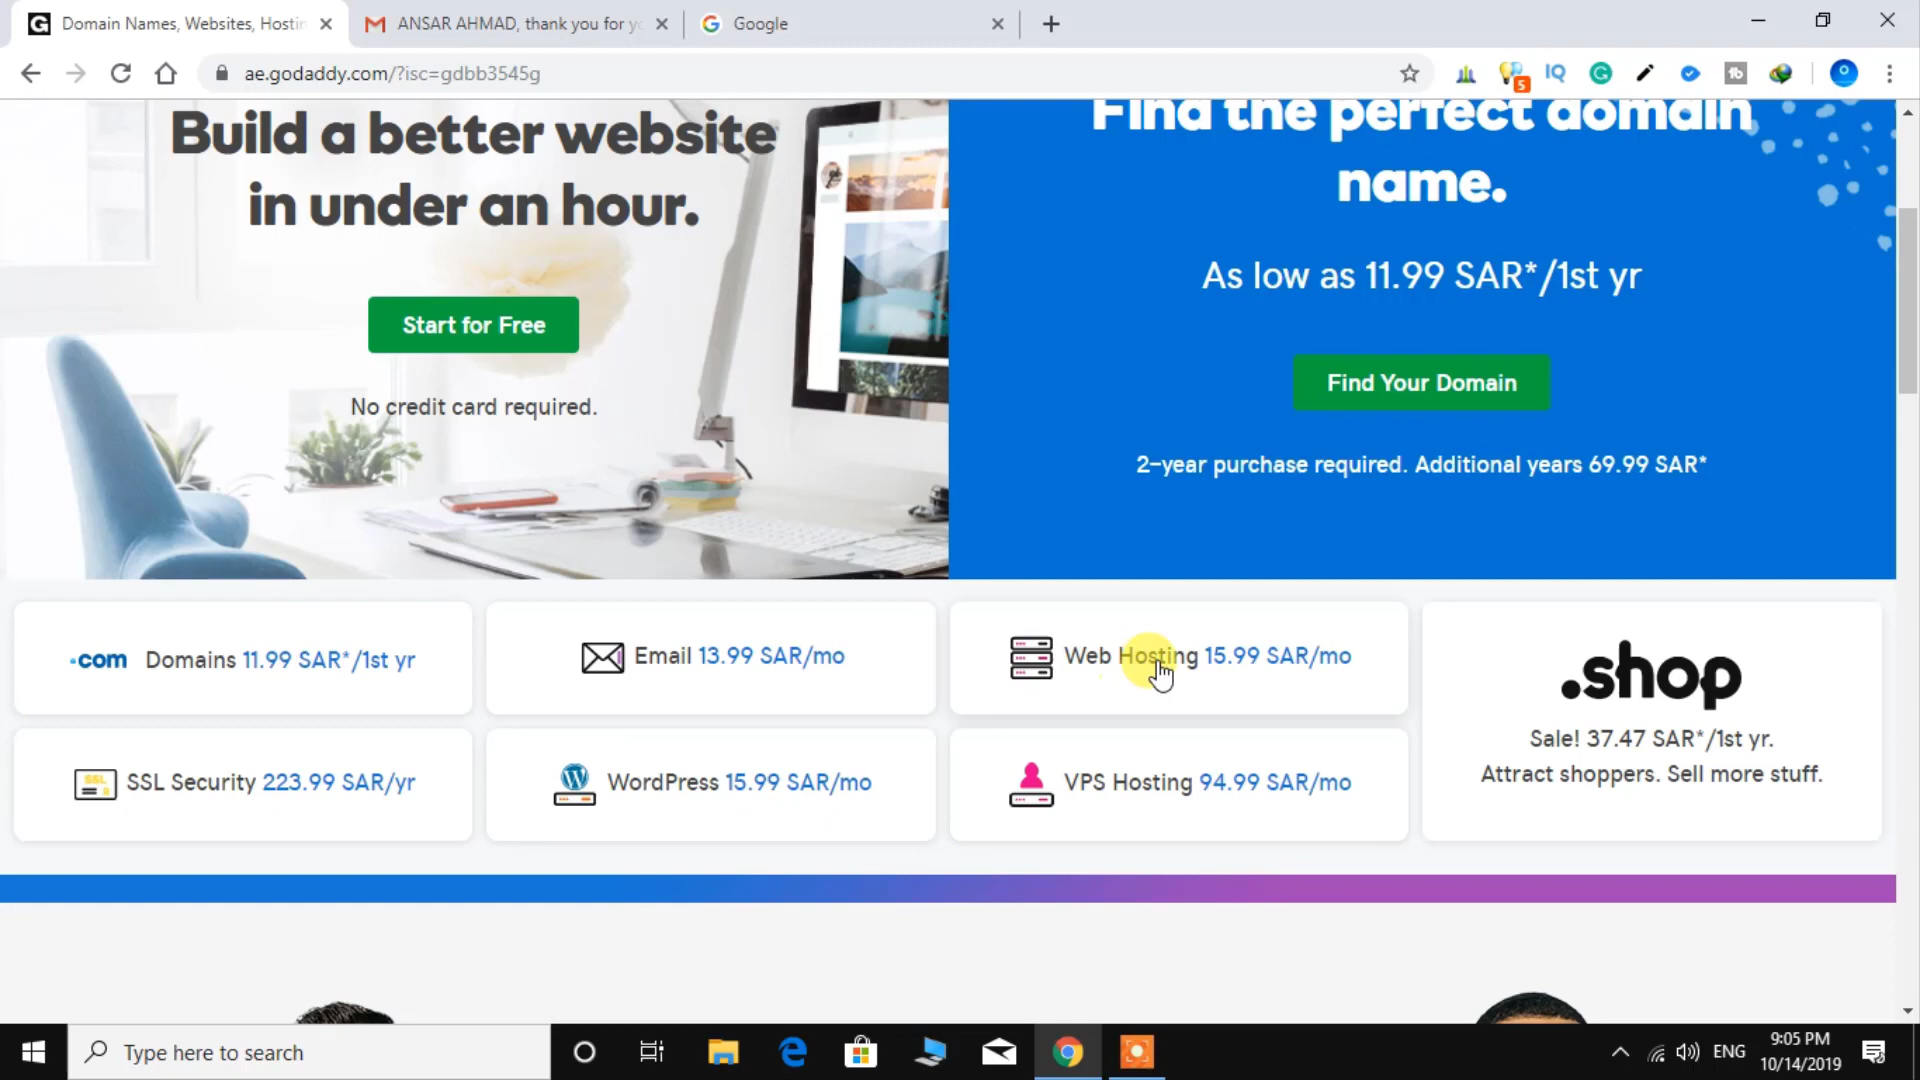 Domain Names, Websites, Hostin
ANSAR AHMAD, thank you for yo
Google
ae.godaddy.com/?isc=gdbb3545g
5
IQ
tb
Build a better website
in under an hour.
Start for Free
No credit card required.
Find the perfect domain
name.
As low as 11.99 SAR*/1st yr
Find Your Domain
2-year purchase required. Additional years 69.99 SAR*
.com Domains 11.99 SAR*/1st yr
Email 13.99 SAR/mo
Web Hosting 15.99 SAR/mo
.shop
Sale! 37.47 SAR*/1st yr.
Attract shoppers. Sell more stuff.
SSL
SSL Security 223.99 SAR/yr
WordPress 15.99 SAR/mo
VPS Hosting 94.99 SAR/mo
Type here to search
ENG
9:05 PM
10/14/2019